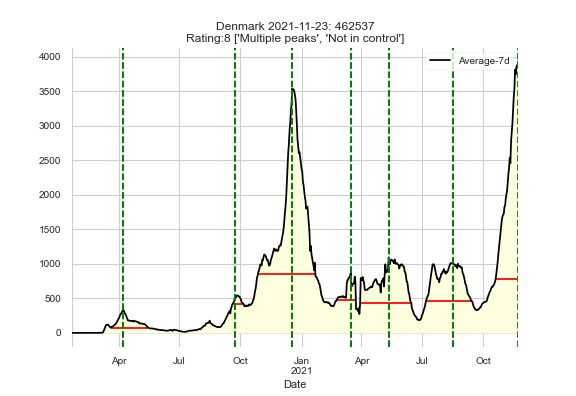 Denmark 2021-11-23: 462537
Rating:8 ['Multiple peaks', 'Not in control']
Average-7d
4000
3500
3000
2500
2000
1500
1000
500
0
Apr Jul Oct Jan Apr Jul Oct
2021
Date